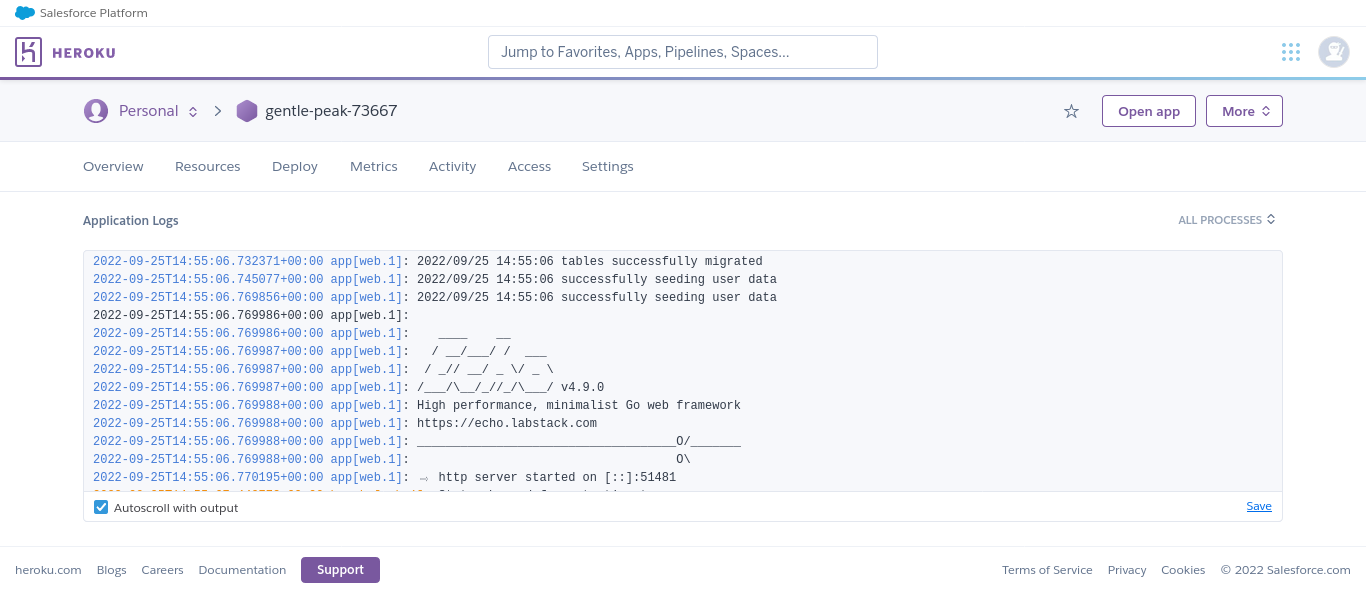 Salesforce Platform
HEROKU
Jump to Favorites, Apps, Pipelines, Spaces...
Personal > gentle-peak-73667
Open app
More
Overview Resources Deploy Metrics Activity Access Settings
Application Logs
ALL PROCESSES
2022-09-25T14:55:06.732371+00:00 app[web.1]: 2022/09/25 14:55:06 tables successfully migrated
2022-09-25T14:55:06.745077+00:00 app[web.1]: 2022/09/25 14:55:06 successfully seeding user data
2022-09-25T14:55:06.769856+00:00 app[web.1]: 2022/09/25 14:55:06 successfully seeding user data
2022-09-25T14:55:06.769986+00:00 app[web.1]:
2022-09-25T14:55:06.769986+00:00 app[web.1]:    ____    __
2022-09-25T14:55:06.769987+00:00 app[web.1]:   / __/___/ /  ___
2022-09-25T14:55:06.769987+00:00 app[web.1]:  / _// __/ _ \/ _ \
2022-09-25T14:55:06.769987+00:00 app[web.1]: /___/\__/_//_/\___/ v4.9.0
2022-09-25T14:55:06.769988+00:00 app[web.1]: High performance, minimalist Go web framework
2022-09-25T14:55:06.769988+00:00 app[web.1]: https://echo.labstack.com
2022-09-25T14:55:06.769988+00:00 app[web.1]: ____________________________________O/_______
2022-09-25T14:55:06.769988+00:00 app[web.1]:                                     O\
2022-09-25T14:55:06.770195+00:00 app[web.1]: ⇨ http server started on [::]:51481
Autoscroll with output
Save
heroku.com Blogs Careers Documentation Support
Terms of Service Privacy Cookies © 2022 Salesforce.com